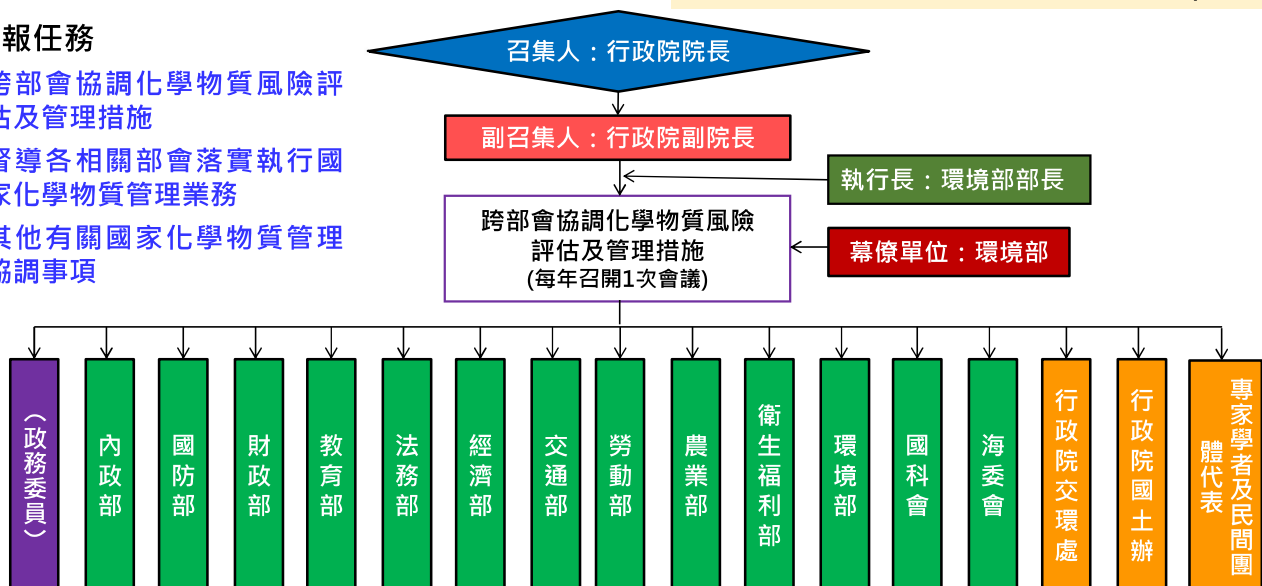 報任務
跨部會協調化學物質風險評
估及管理措施
督導各相關部會落實執行國
家化學物質管理業務
其他有關國家化學物質管理
協調事項
召集人：行政院院長
副召集人：行政院副院長
執行長：環境部部長
跨部會協調化學物質風險
評估及管理措施
(每年召開1次會議)
幕僚單位：環境部
（政務委員）
內政部
國防部
財政部
教育部
法務部
經濟部
交通部
勞動部
農業部
衛生福利部
環境部
國科會
海委會
行政院交環處
行政院國土辦
專家學者及民間團
體代表